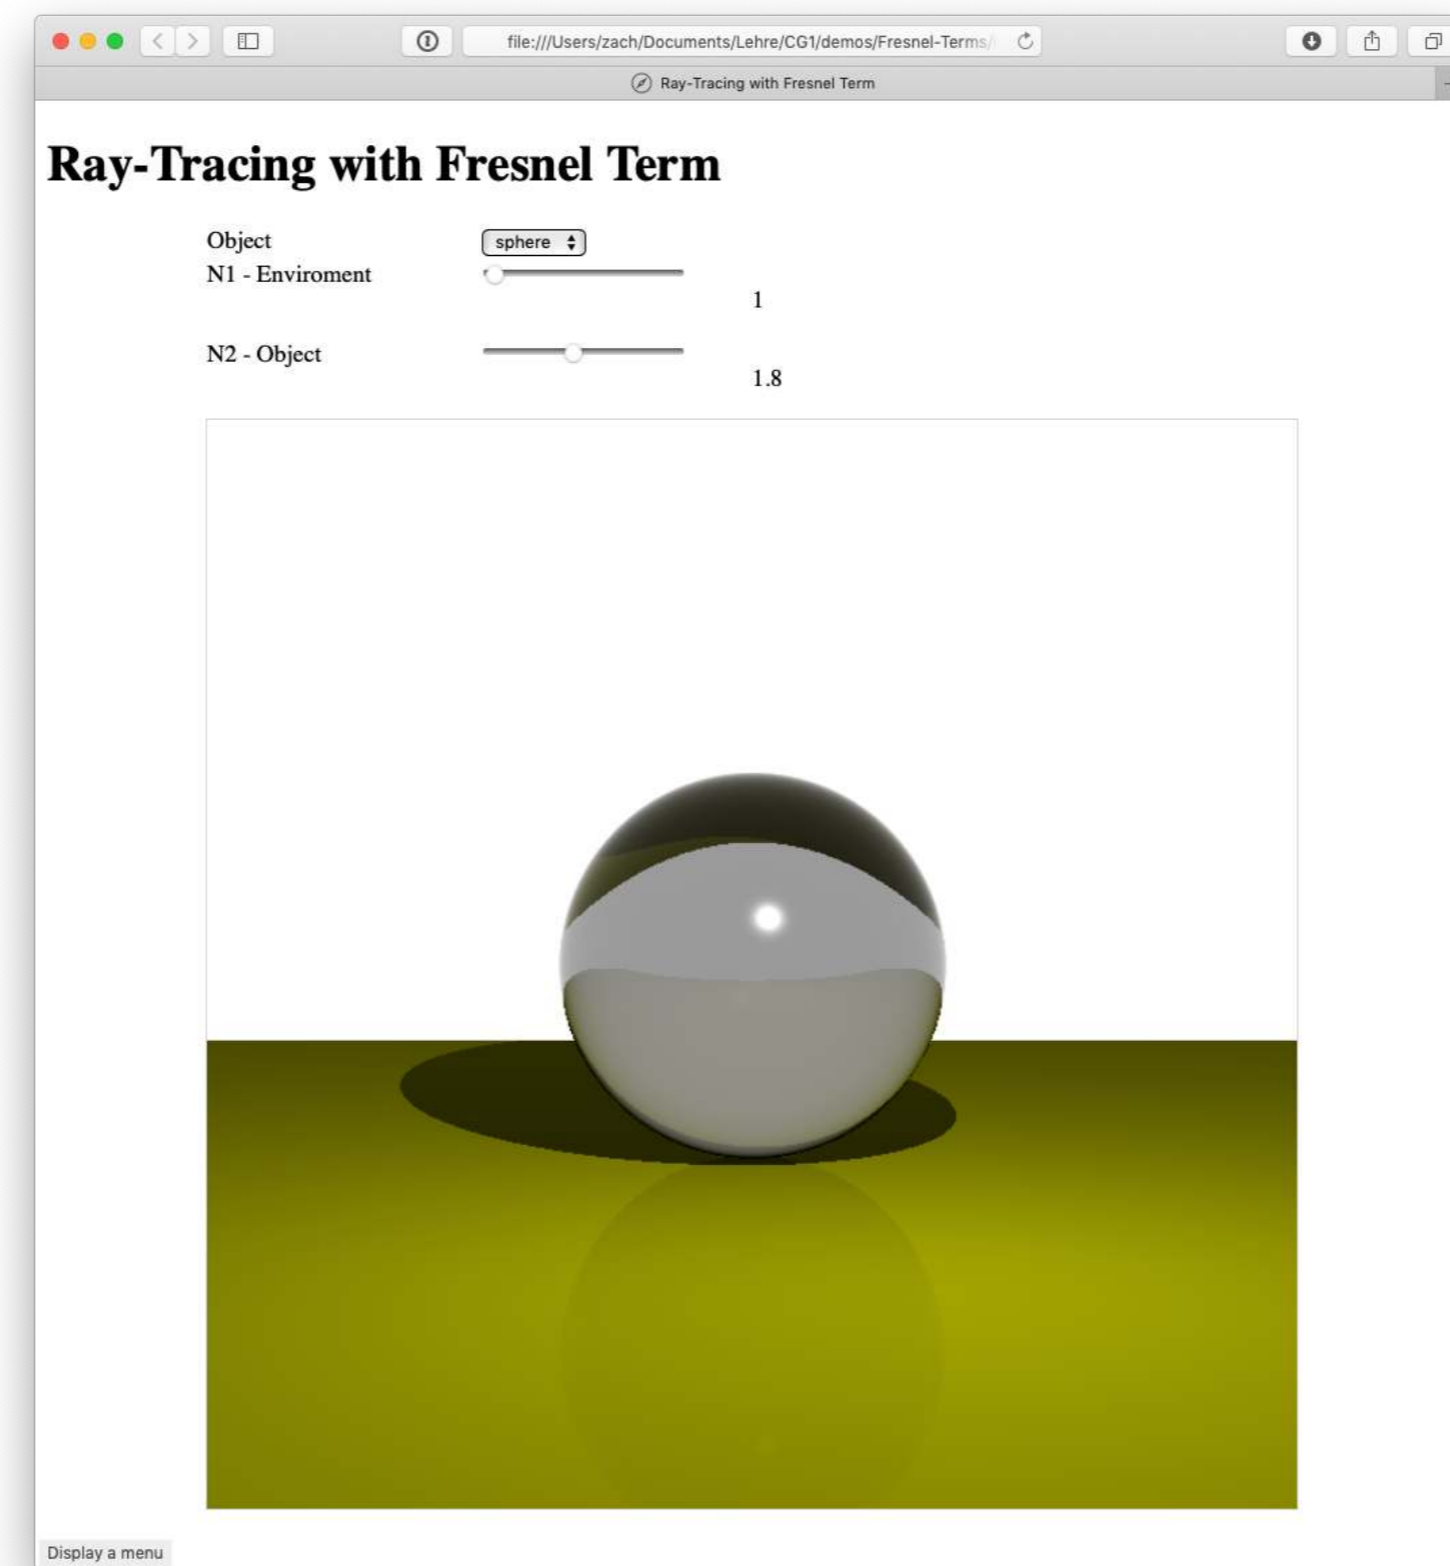 file:///Users/zach/Documents/Lehre/CG1/demos/Fresnel-Terms/
Ray-Tracing with Fresnel Term
Ray-Tracing with Fresnel Term
Object sphere
N1 - Enviroment
1
N2 - Object
1.8
Display a menu